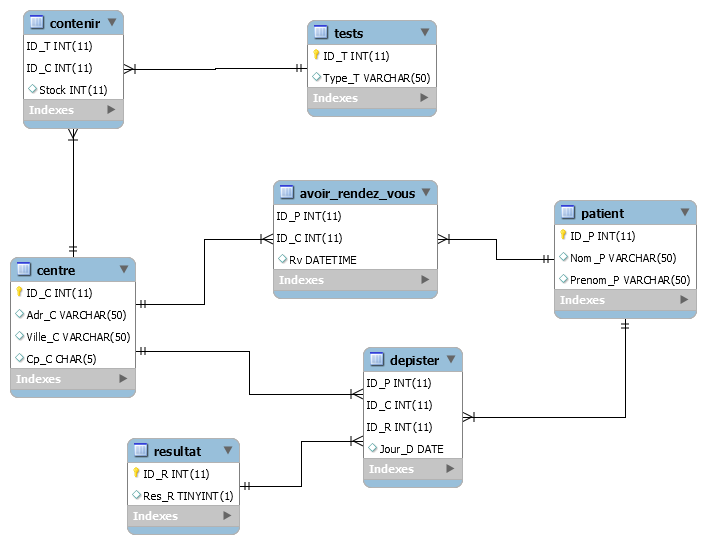 contenir
ID_T INT(11)
ID_C INT(11)
Stock INT(11)
Indexes
tests
ID_T INT(11)
Type_T VARCHAR(50)
Indexes
avoir_rendez_vous
ID_P INT(11)
ID_C INT(11)
Rv DATETIME
Indexes
patient
ID_P INT(11)
Nom_P VARCHAR(50)
Prenom_P VARCHAR(50)
Indexes
centre
ID_C INT(11)
Adr_C VARCHAR(50)
Ville_C VARCHAR(50)
Cp_C CHAR(5)
Indexes
depister
ID_P INT(11)
ID_C INT(11)
ID_R INT(11)
Jour_D DATE
Indexes
resultat
ID_R INT(11)
Res_R TINYINT(1)
Indexes